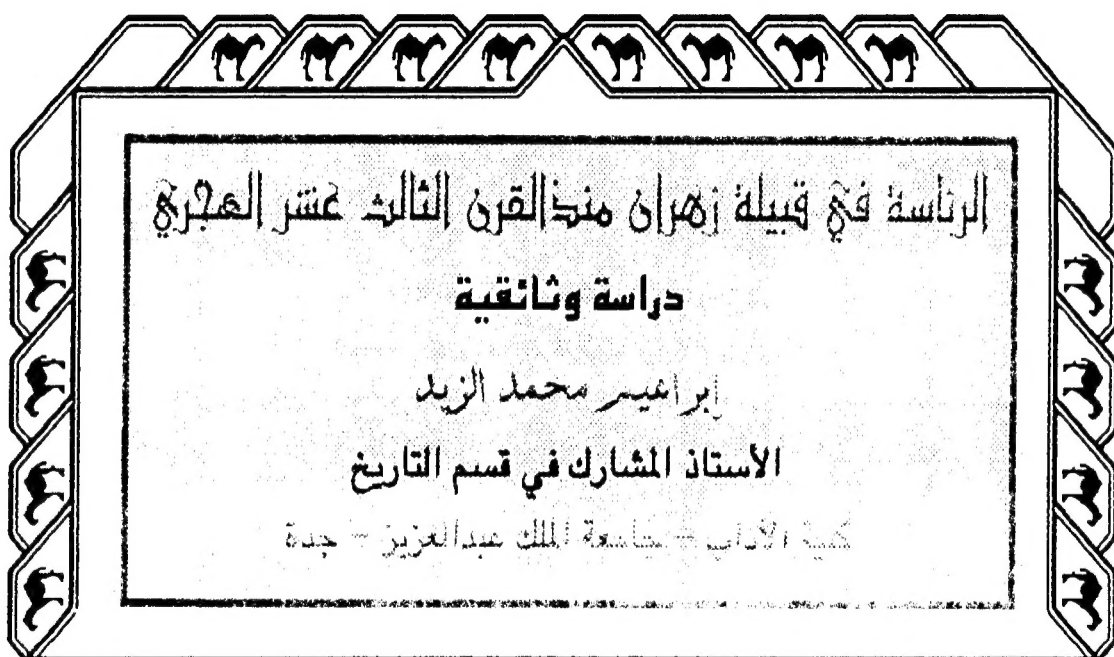 الرئاسة في قبيلة زهران منذ القرن الثالث عشر الهجري
دراسة وثائقية
إبراهيم محمد الزيد
الأستاذ المشارك في قسم التاريخ
كلية الآداب - جامعة الملك عبدالعزيز - جدة